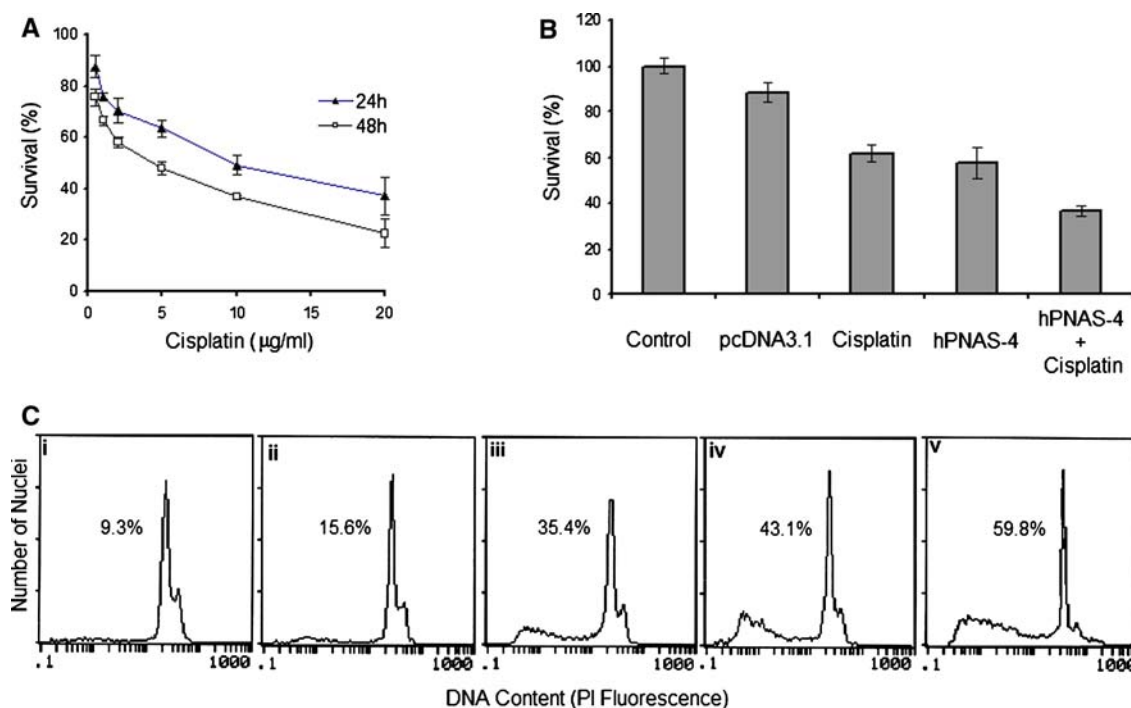 A
100
80
60
40
20
0
Survival (%)
24h
48h
0 5 10 15 20
Cisplatin (µg/ml)
B
120
100
80
60
40
20
0
Survival (%)
Control pcDNA3.1 Cisplatin hPNAS-4 hPNAS-4 + Cisplatin
C
Number of Nuclei
i
9.3%
.1 1000
ii
15.6%
.1 1000
iii
35.4%
.1 1000
iv
43.1%
.1 1000
v
59.8%
.1 1000
DNA Content (PI Fluorescence)